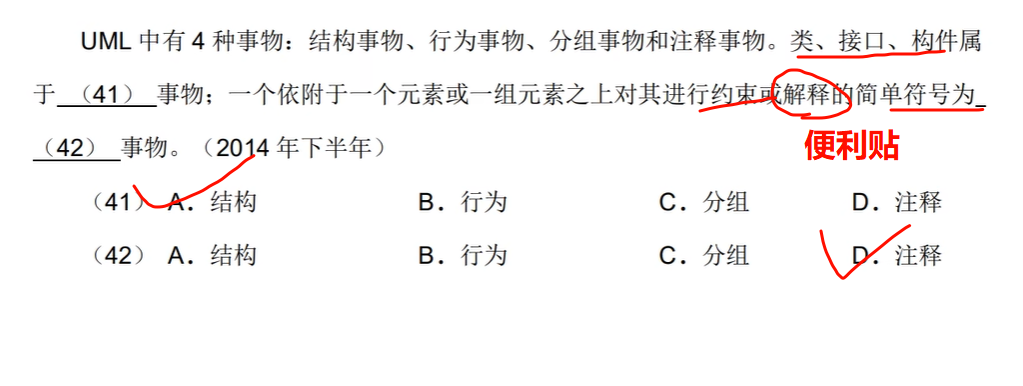 UML 中有 4 种事物：结构事物、行为事物、分组事物和注释事物。类、接口、构件属
于 （41） 事物；一个依附于一个元素或一组元素之上对其进行约束或解释的简单符号为
（42） 事物。（2014 年下半年）
便利贴
（41） A．结构 B．行为 C．分组 D．注释
（42） A．结构 B．行为 C．分组 D．注释